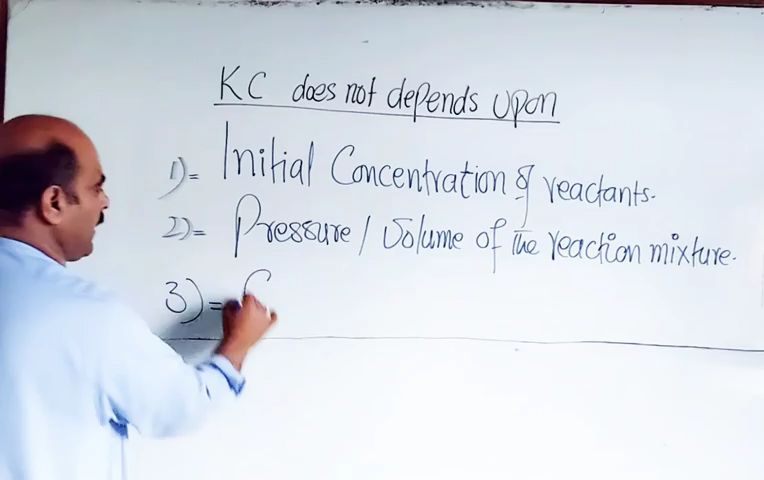 KC does not depends upon
1)= Initial Concentration of reactants.
2)= Pressure / Volume of the reaction mixture.
3)= C